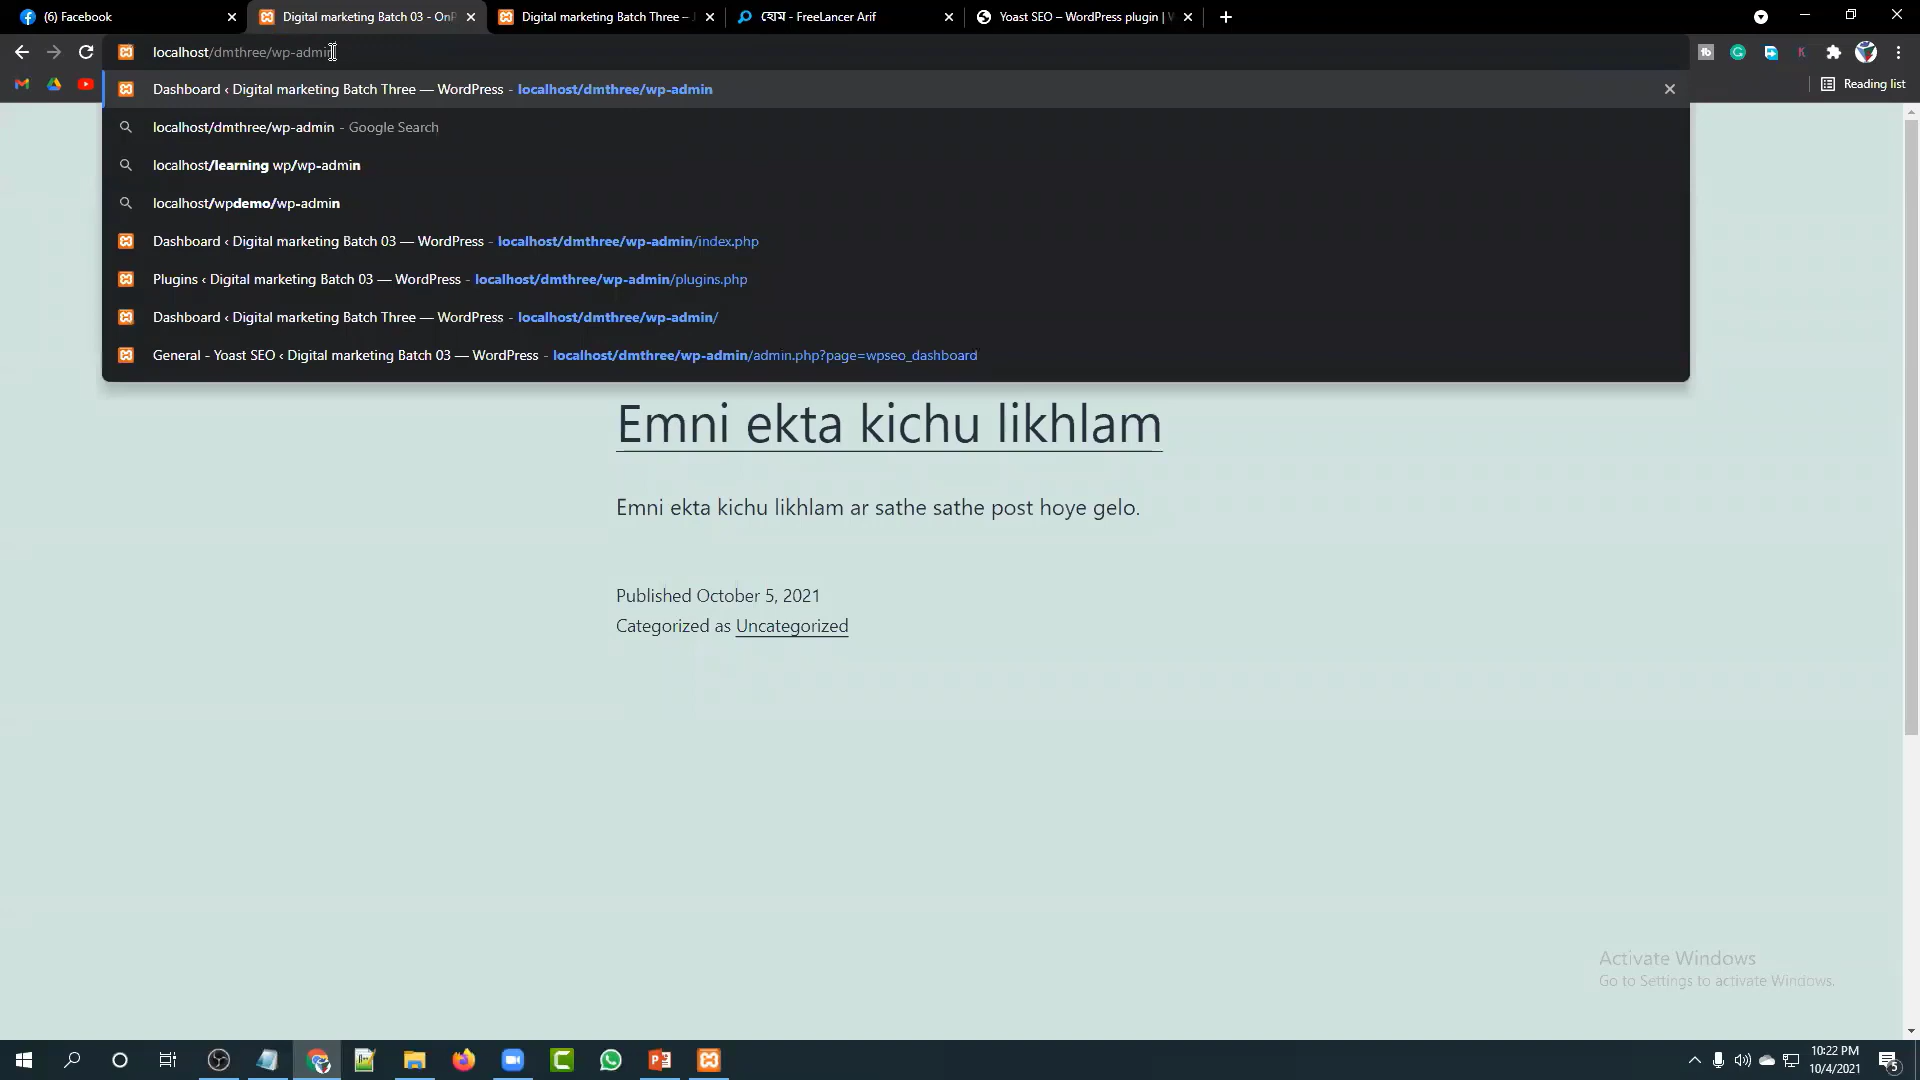 (6) Facebook
Digital marketing Batch 03 - OnP
Digital marketing Batch Three –
হোম - FreeLancer Arif
Yoast SEO – WordPress plugin |
localhost/dmthree/wp-admin
Reading list
Dashboard ‹ Digital marketing Batch Three — WordPress - localhost/dmthree/wp-admin
localhost/dmthree/wp-admin - Google Search
localhost/learning wp/wp-admin
localhost/wpdemo/wp-admin
Dashboard ‹ Digital marketing Batch 03 — WordPress - localhost/dmthree/wp-admin/index.php
Plugins ‹ Digital marketing Batch 03 — WordPress - localhost/dmthree/wp-admin/plugins.php
Dashboard ‹ Digital marketing Batch Three — WordPress - localhost/dmthree/wp-admin/
General - Yoast SEO ‹ Digital marketing Batch 03 — WordPress - localhost/dmthree/wp-admin/admin.php?page=wpseo_dashboard
Emni ekta kichu likhlam
Emni ekta kichu likhlam ar sathe sathe post hoye gelo.
Published October 5, 2021
Categorized as Uncategorized
Activate Windows
Go to Settings to activate Windows.
10:22 PM
10/4/2021
5